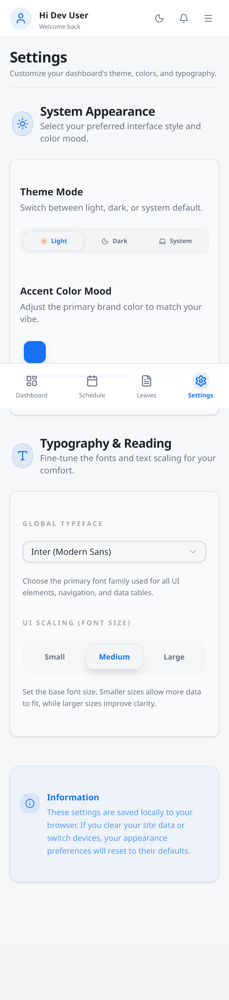 Hi Dev User
Welcome back
Settings
Customize your dashboard's theme, colors, and typography.
System Appearance
Select your preferred interface style and
color mood.
Theme Mode
Switch between light, dark, or system default.
Light
Dark
System
Accent Color Mood
Adjust the primary brand color to match your
vibe.
Dashboard
Schedule
Leaves
Settings
Typography & Reading
Fine-tune the fonts and text scaling for your
comfort.
GLOBAL TYPEFACE
Inter (Modern Sans)
Choose the primary font family used for all UI
elements, navigation, and data tables.
UI SCALING (FONT SIZE)
Small
Medium
Large
Set the base font size. Smaller sizes allow more data
to fit, while larger sizes improve clarity.
Information
These settings are saved locally to your
browser. If you clear your site data or
switch devices, your appearance
preferences will reset to their defaults.